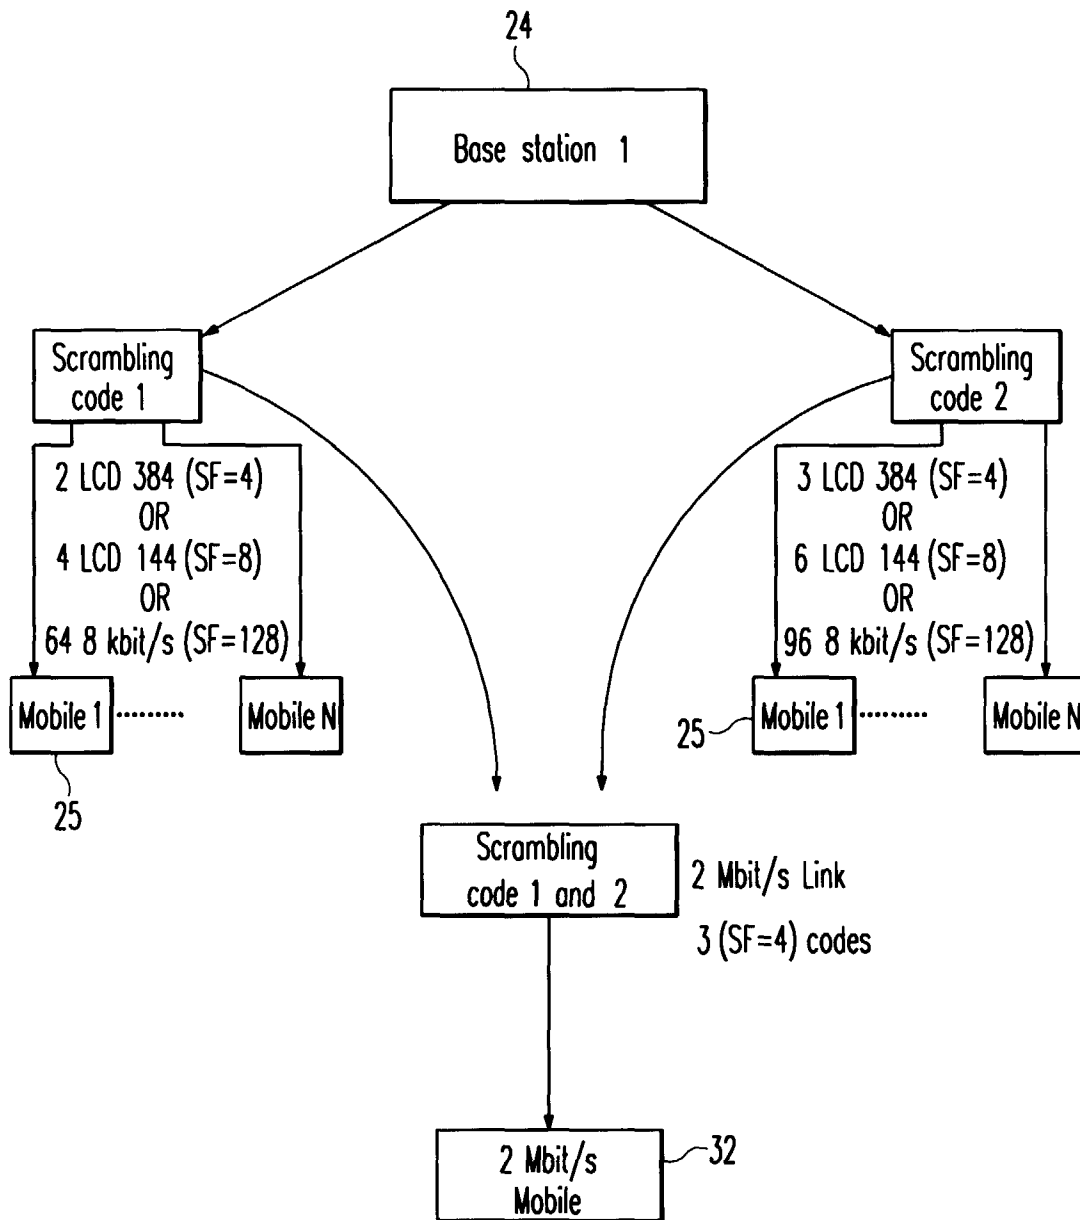 24
Base station 1
Scrambling
code 1
Scrambling
code 2
2 LCD 384 (SF=4)
OR
4 LCD 144 (SF=8)
OR
64 8 kbit/s (SF=128)
3 LCD 384 (SF=4)
OR
6 LCD 144 (SF=8)
OR
96 8 kbit/s (SF=128)
Mobile 1 ........ Mobile N
25
25
Mobile 1 ........ Mobile N
Scrambling
code 1 and 2
2 Mbit/s Link
3 (SF=4) codes
2 Mbit/s
Mobile
32